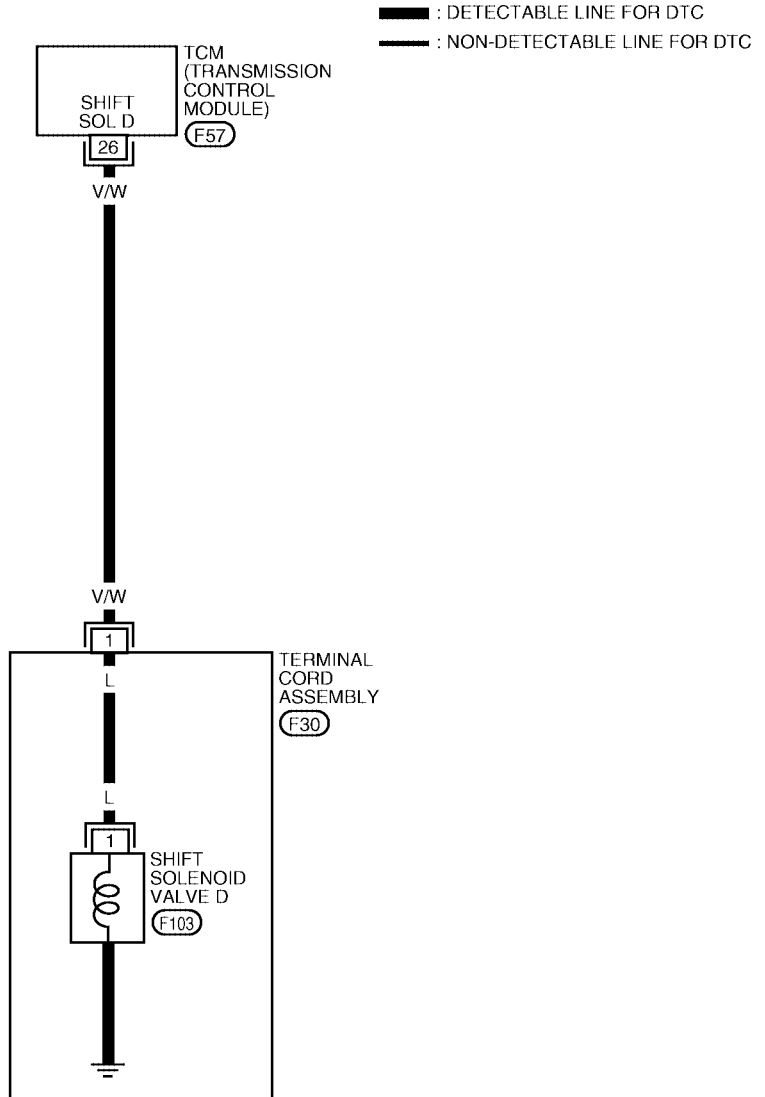 : DETECTABLE LINE FOR DTC
: NON-DETECTABLE LINE FOR DTC
TCM
(TRANSMISSION
CONTROL
MODULE)
F57
SHIFT
SOL D
26
V/W
V/W
1
TERMINAL
CORD
ASSEMBLY
F30
L
L
1
SHIFT
SOLENOID
VALVE D
F103